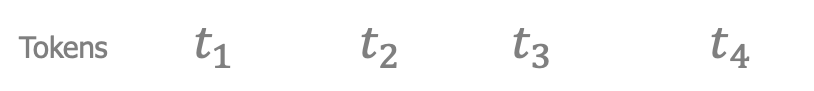 Tokens t₁ t₂ t₃ t₄